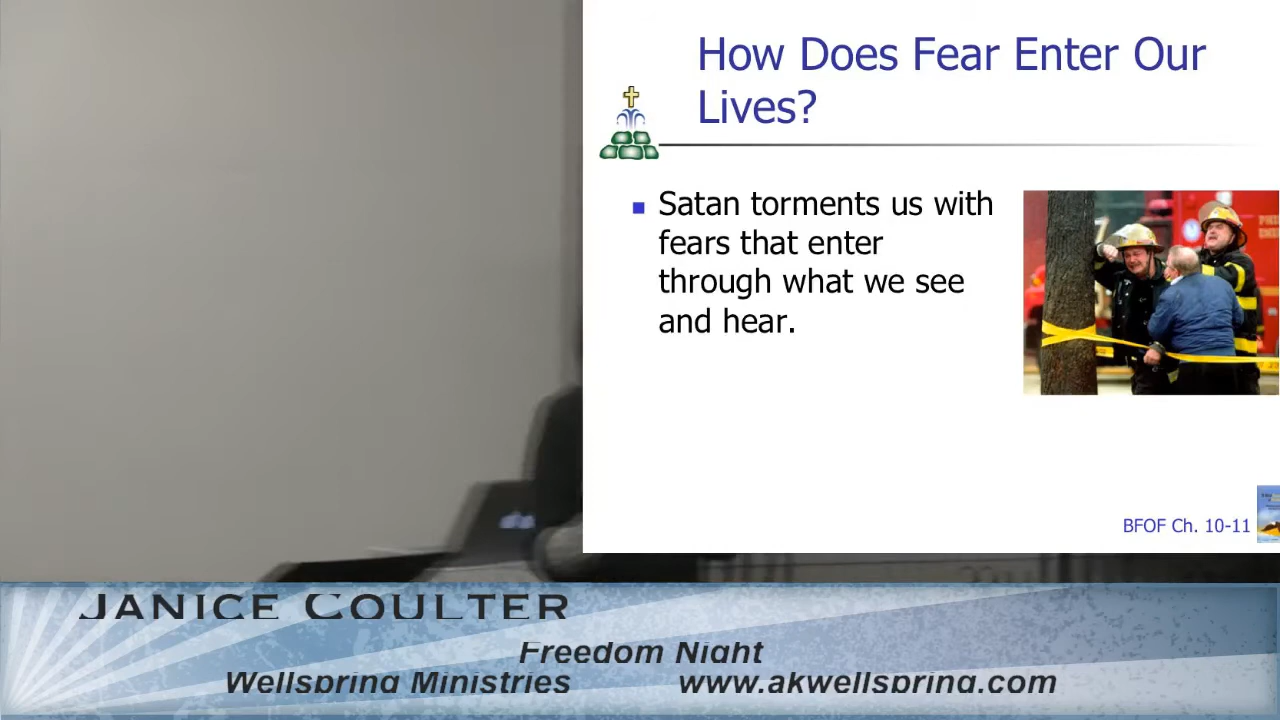 How Does Fear Enter Our
Lives?
Satan torments us with
fears that enter
through what we see
and hear.
BFOF Ch. 10-11
JANICE COULTER
Freedom Night
Wellspring Ministries www.akwellspring.com